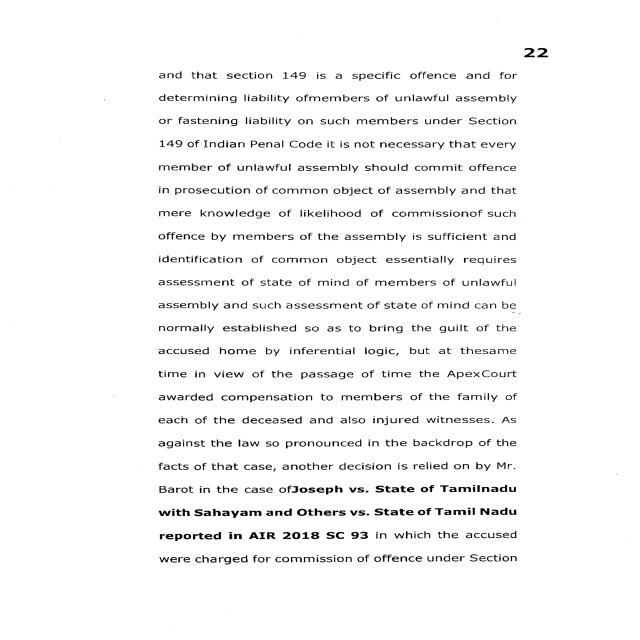 22
and that section 149 is a specific offence and for
determining liability ofmembers of unlawful assembly
or fastening liability on such members under Section
149 of Indian Penal Code it is not necessary that every
member of unlawful assembly should commit offence
in prosecution of common object of assembly and that
mere knowledge of likelihood of commissionof such
offence by members of the assembly is sufficient and
identification of common object essentially requires
assessment of state of mind of members of unlawful
assembly and such assessment of state of mind can be
normally established so as to bring the guilt of the
accused home by inferential logic, but at thesame
time in view of the passage of time the ApexCourt
awarded compensation to members of the family of
each of the deceased and also injured witnesses. As
against the law so pronounced in the backdrop of the
facts of that case, another decision is relied on by Mr.
Barot in the case ofJoseph vs. State of Tamilnadu
with Sahayam and Others vs. State of Tamil Nadu
reported in AIR 2018 SC 93 in which the accused
were charged for commission of offence under Section